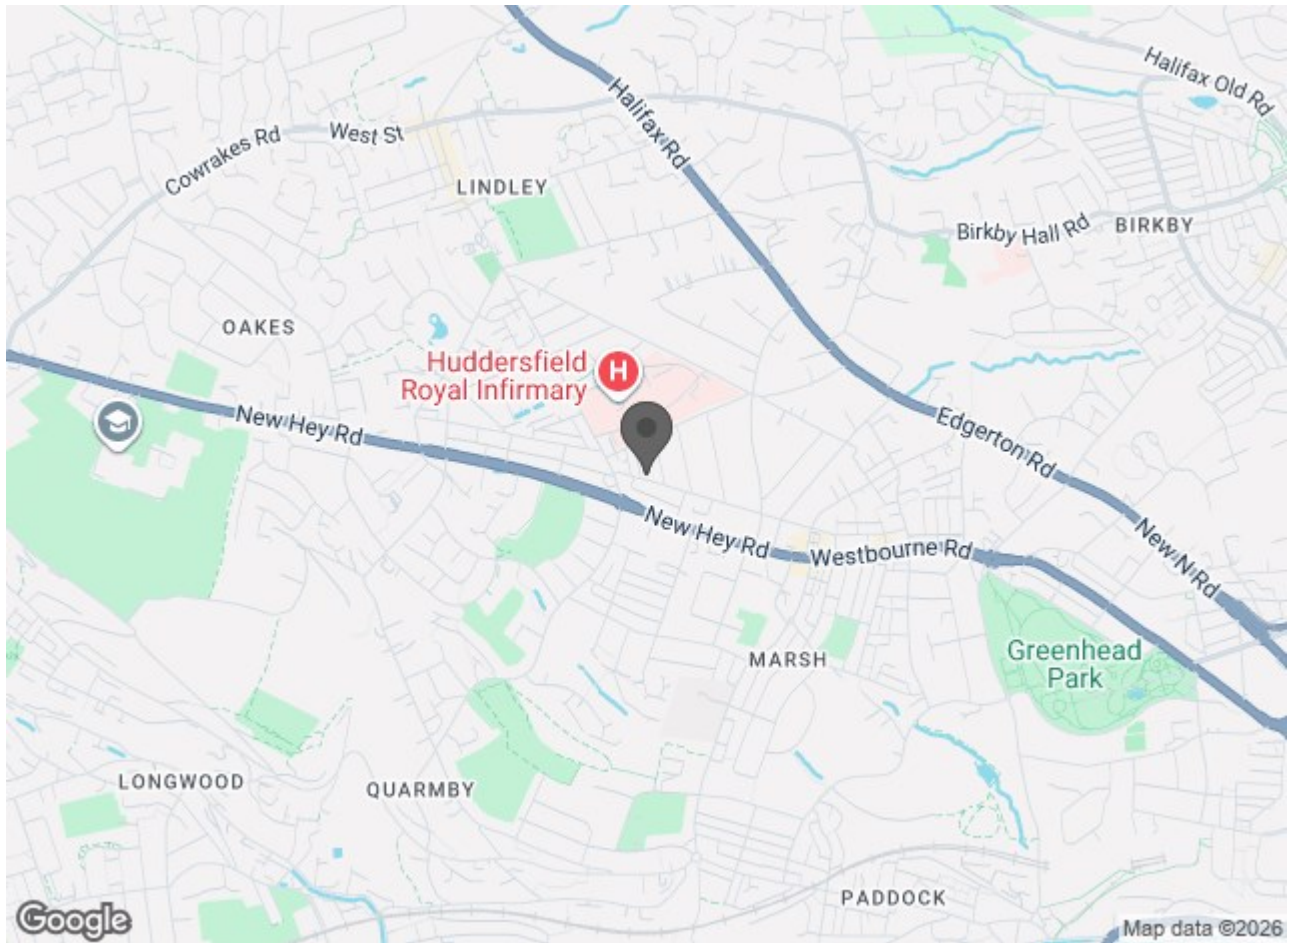 Halifax Old Rd
Halifax Rd
West St
Cowrakes Rd
LINDLEY
Birkby Hall Rd
BIRKBY
OAKES
Huddersfield
Royal Infirmary
H
New Hey Rd
Edgerton Rd
New Hey Rd
Westbourne Rd
New N Rd
Greenhead
Park
MARSH
LONGWOOD
QUARMBY
PADDOCK
Google
Map data ©2026